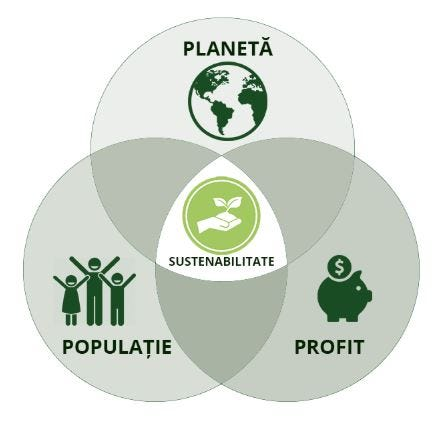 PLANETĂ
$
SUSTENABILITATE
POPULAȚIE
PROFIT